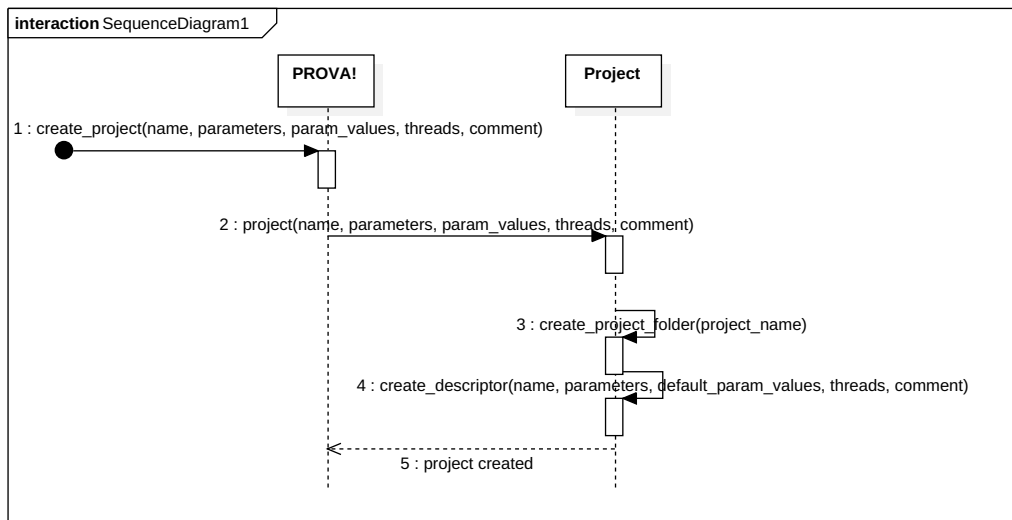 interaction SequenceDiagram1
PROVA!
Project
1 : create_project(name, parameters, param_values, threads, comment)
2 : project(name, parameters, param_values, threads, comment)
3 : create_project_folder(project_name)
4 : create_descriptor(name, parameters, default_param_values, threads, comment)
5 : project created